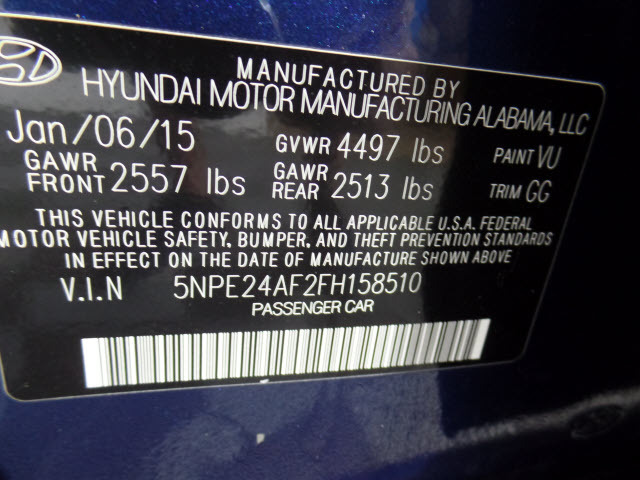 MANUFACTURED BY
HYUNDAI MOTOR MANUFACTURING ALABAMA, LLC
Jan/06/15 GVWR 4497 lbs PAINT VU
GAWR FRONT 2557 lbs GAWR REAR 2513 lbs TRIM GG
THIS VEHICLE CONFORMS TO ALL APPLICABLE U.S.A. FEDERAL
MOTOR VEHICLE SAFETY, BUMPER, AND THEFT PREVENTION STANDARDS
IN EFFECT ON THE DATE OF MANUFACTURE SHOWN ABOVE
V.I.N 5NPE24AF2FH158510
PASSENGER CAR